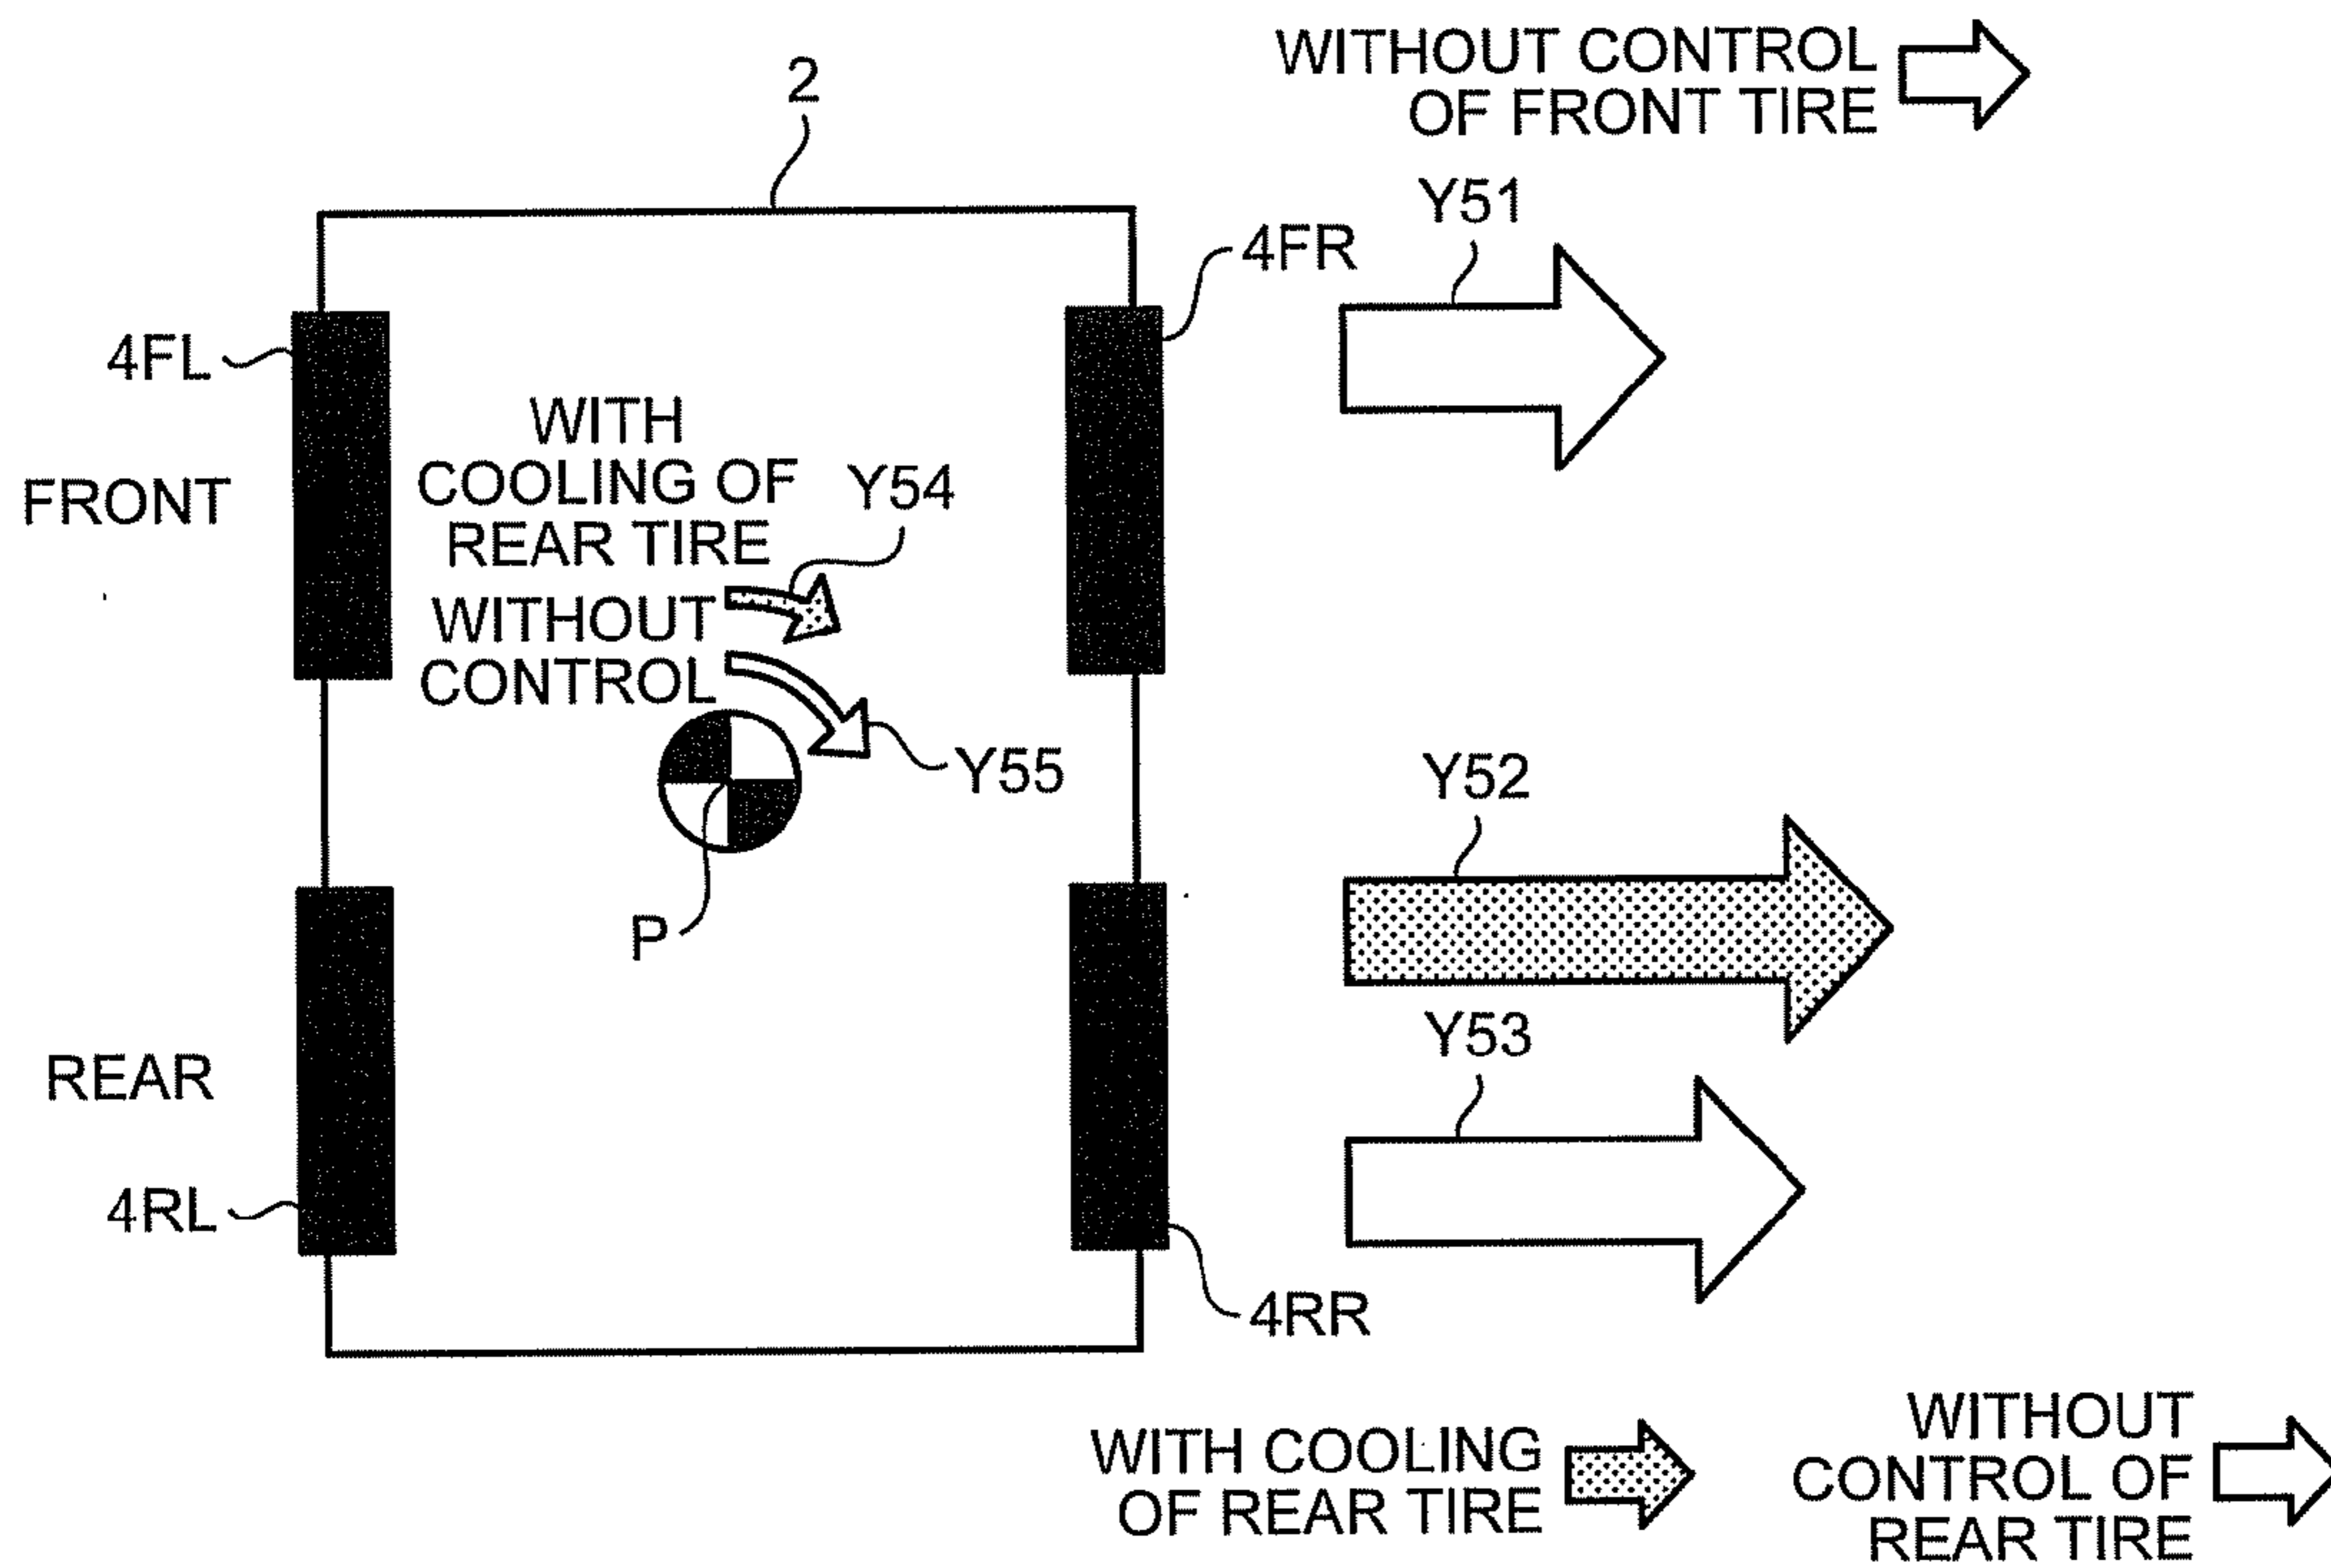 WITHOUT CONTROL
OF FRONT TIRE
2
Y51
4FR
4FL
WITH
COOLING OF
REAR TIRE
Y54
FRONT
WITHOUT
CONTROL
Y55
Y52
P
Y53
REAR
4RL
4RR
WITH COOLING
OF REAR TIRE
WITHOUT
CONTROL OF
REAR TIRE